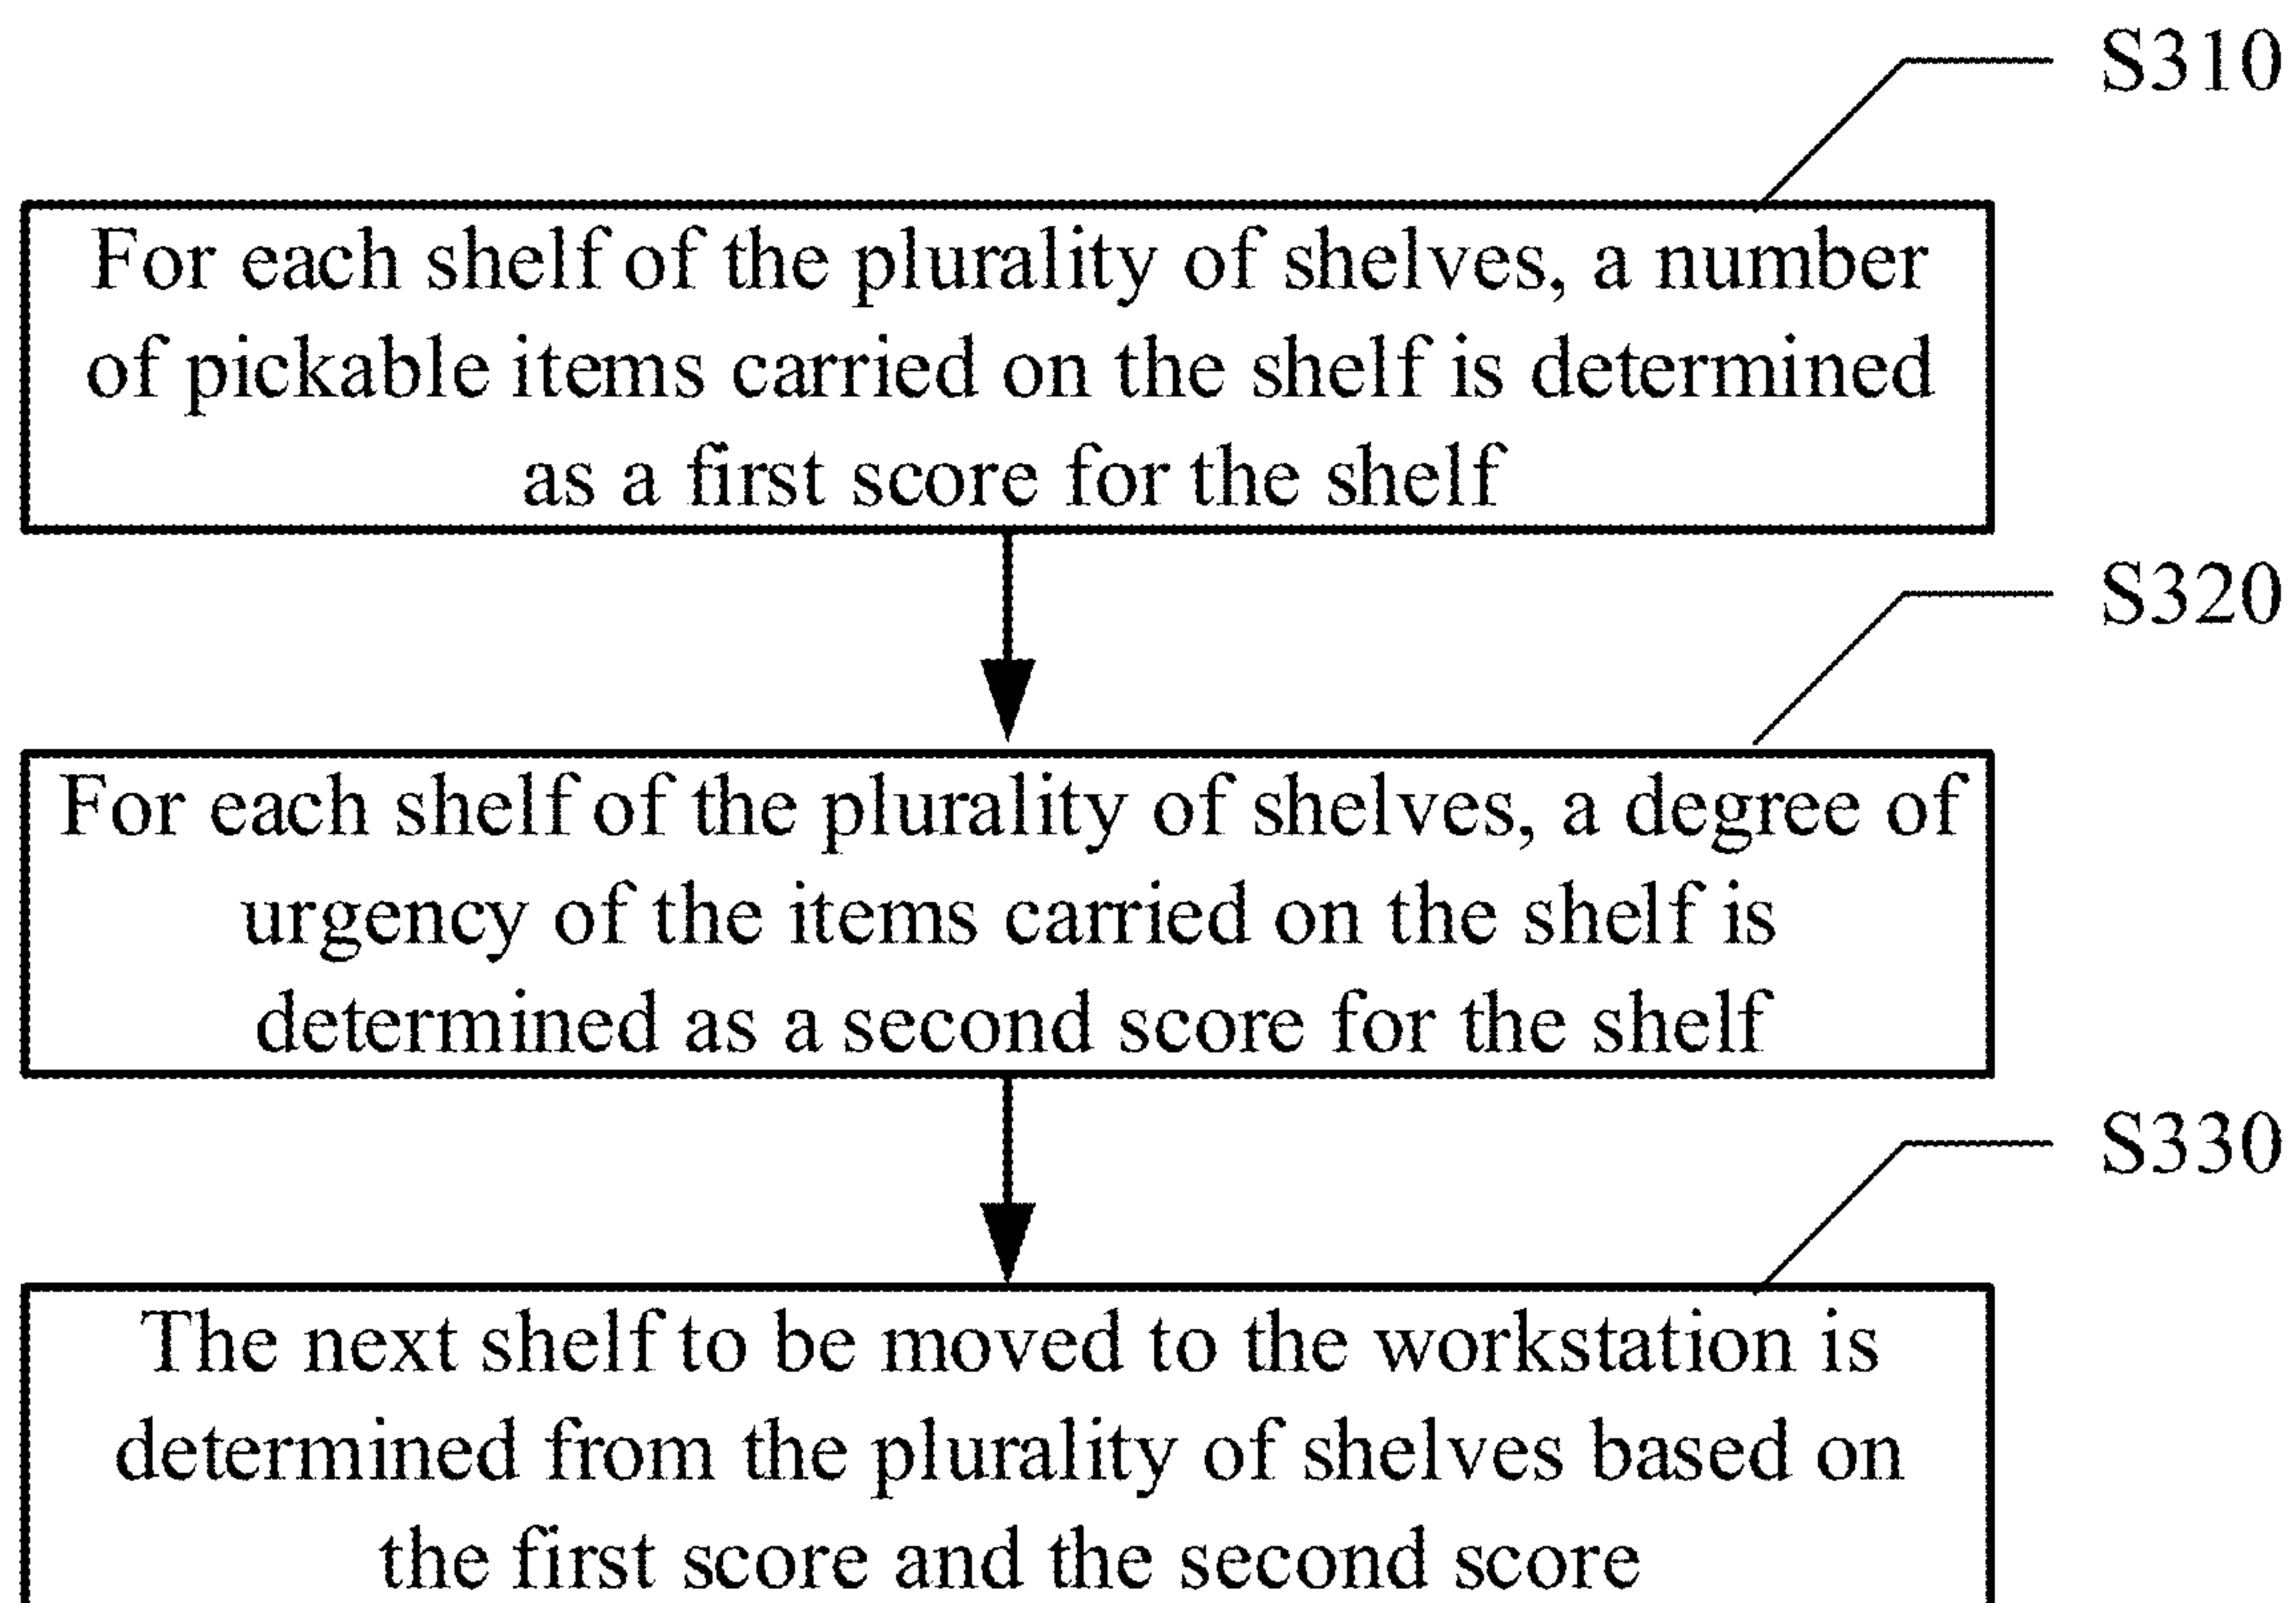 S310
For each shelf of the plurality of shelves, a number
of pickable items carried on the shelf is determined
as a first score for the shelf
S320
For each shelf of the plurality of shelves, a degree of
urgency of the items carried on the shelf is
determined as a second score for the shelf
S330
The next shelf to be moved to the workstation is
determined from the plurality of shelves based on
the first score and the second score